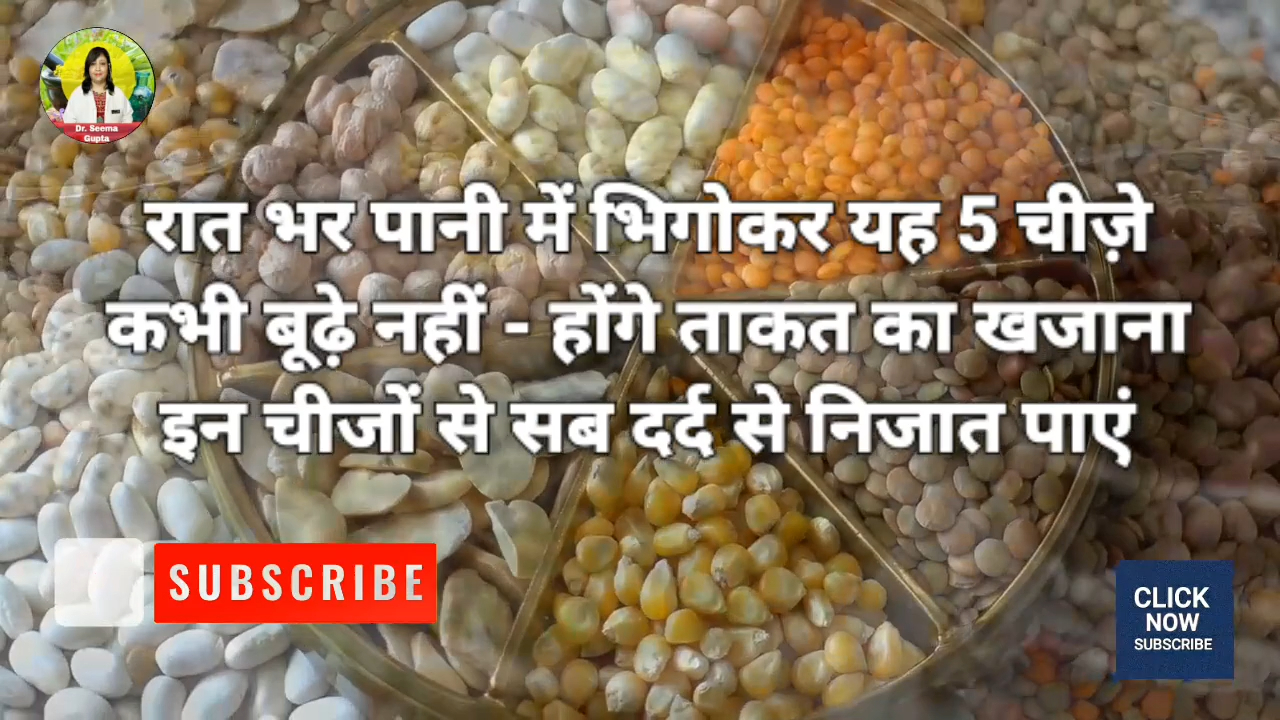 Dr. Seema
Gupta
रात भर पानी में भिगोकर यह 5 चीज़े
कभी बूढ़े नहीं - होंगे ताकत का खजाना
इन चीजों से सब दर्द से निजात पाएं
SUBSCRIBE
CLICK
NOW
SUBSCRIBE